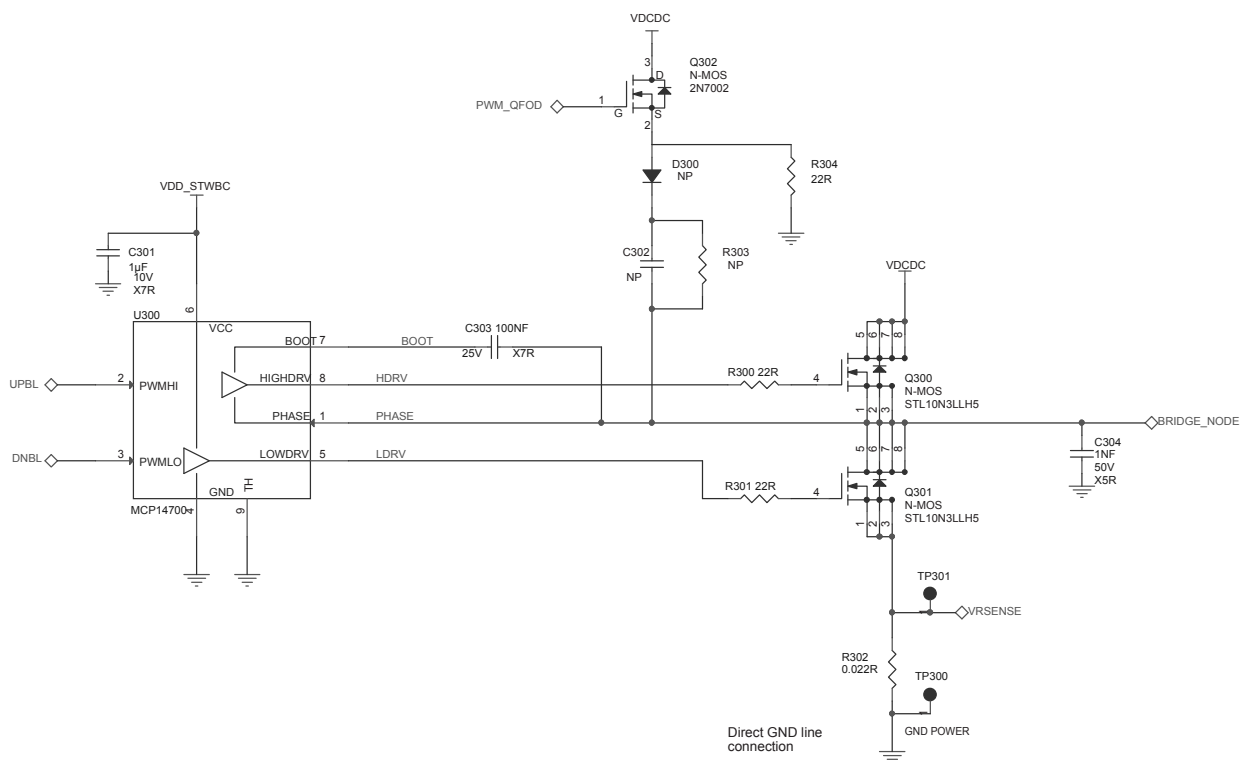 VDCDC
3
D
Q302
N-MOS
2N7002
PWM_QFOD
1
G
S
2
D300
NP
R304
22R
VDD_STWBC
C301
1µF
10V
X7R
C302
NP
R303
NP
VDCDC
6
U300
VCC
BOOT 7
BOOT
C303 100NF
25V
X7R
5
6
7
8
UPBL
2
PWMHI
HIGHDRV 8
HDRV
R300 22R
4
Q300
N-MOS
STL10N3LLH5
1
2
3
PHASE 1
PHASE
BRIDGE_NODE
5
6
7
8
C304
1NF
50V
X5R
DNBL
3
PWMLO
LOWDRV 5
LDRV
R301 22R
4
Q301
N-MOS
STL10N3LLH5
1
2
3
GND
TH
MCP14700
4
9
TP301
1
VRSENSE
R302
0.022R
TP300
1
GND POWER
Direct GND line
connection